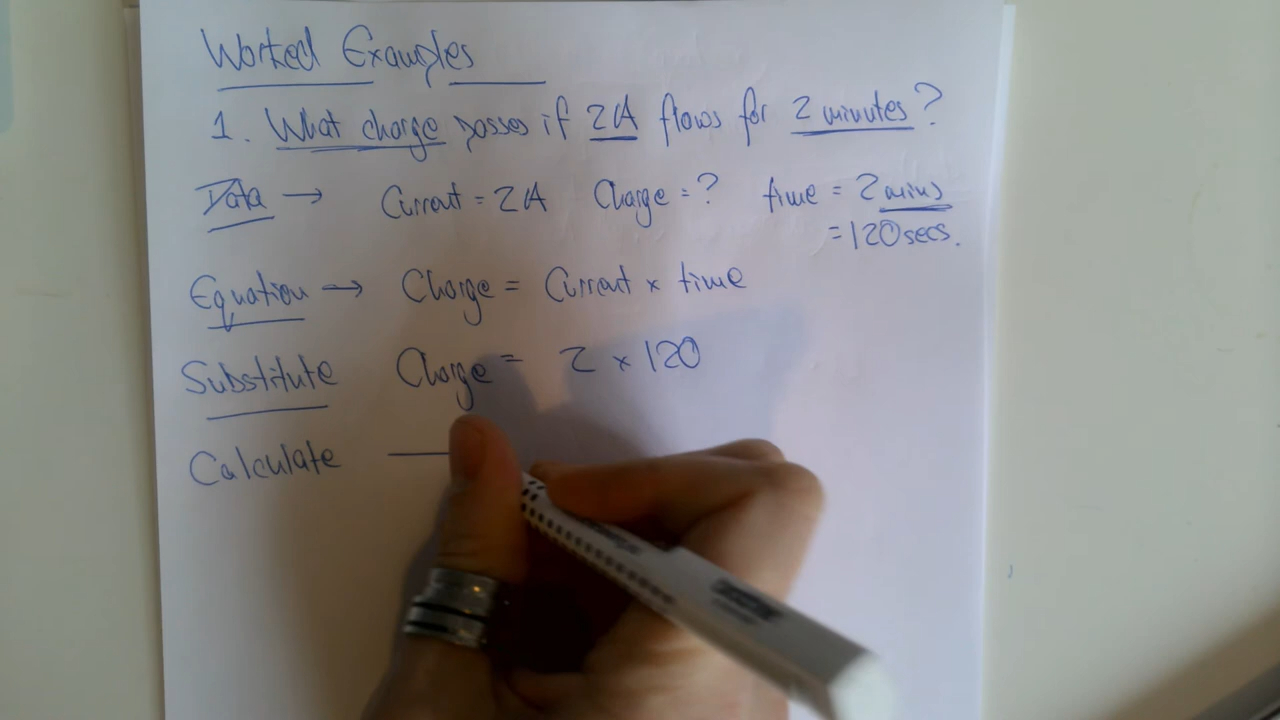 Worked Examples
1. What charge passes if 2A flows for 2 minutes?
Data → Current = 2A Charge = ? time = 2 mins
= 120 secs.
Equation → Charge = Current × time
Substitute Charge = 2 × 120
Calculate